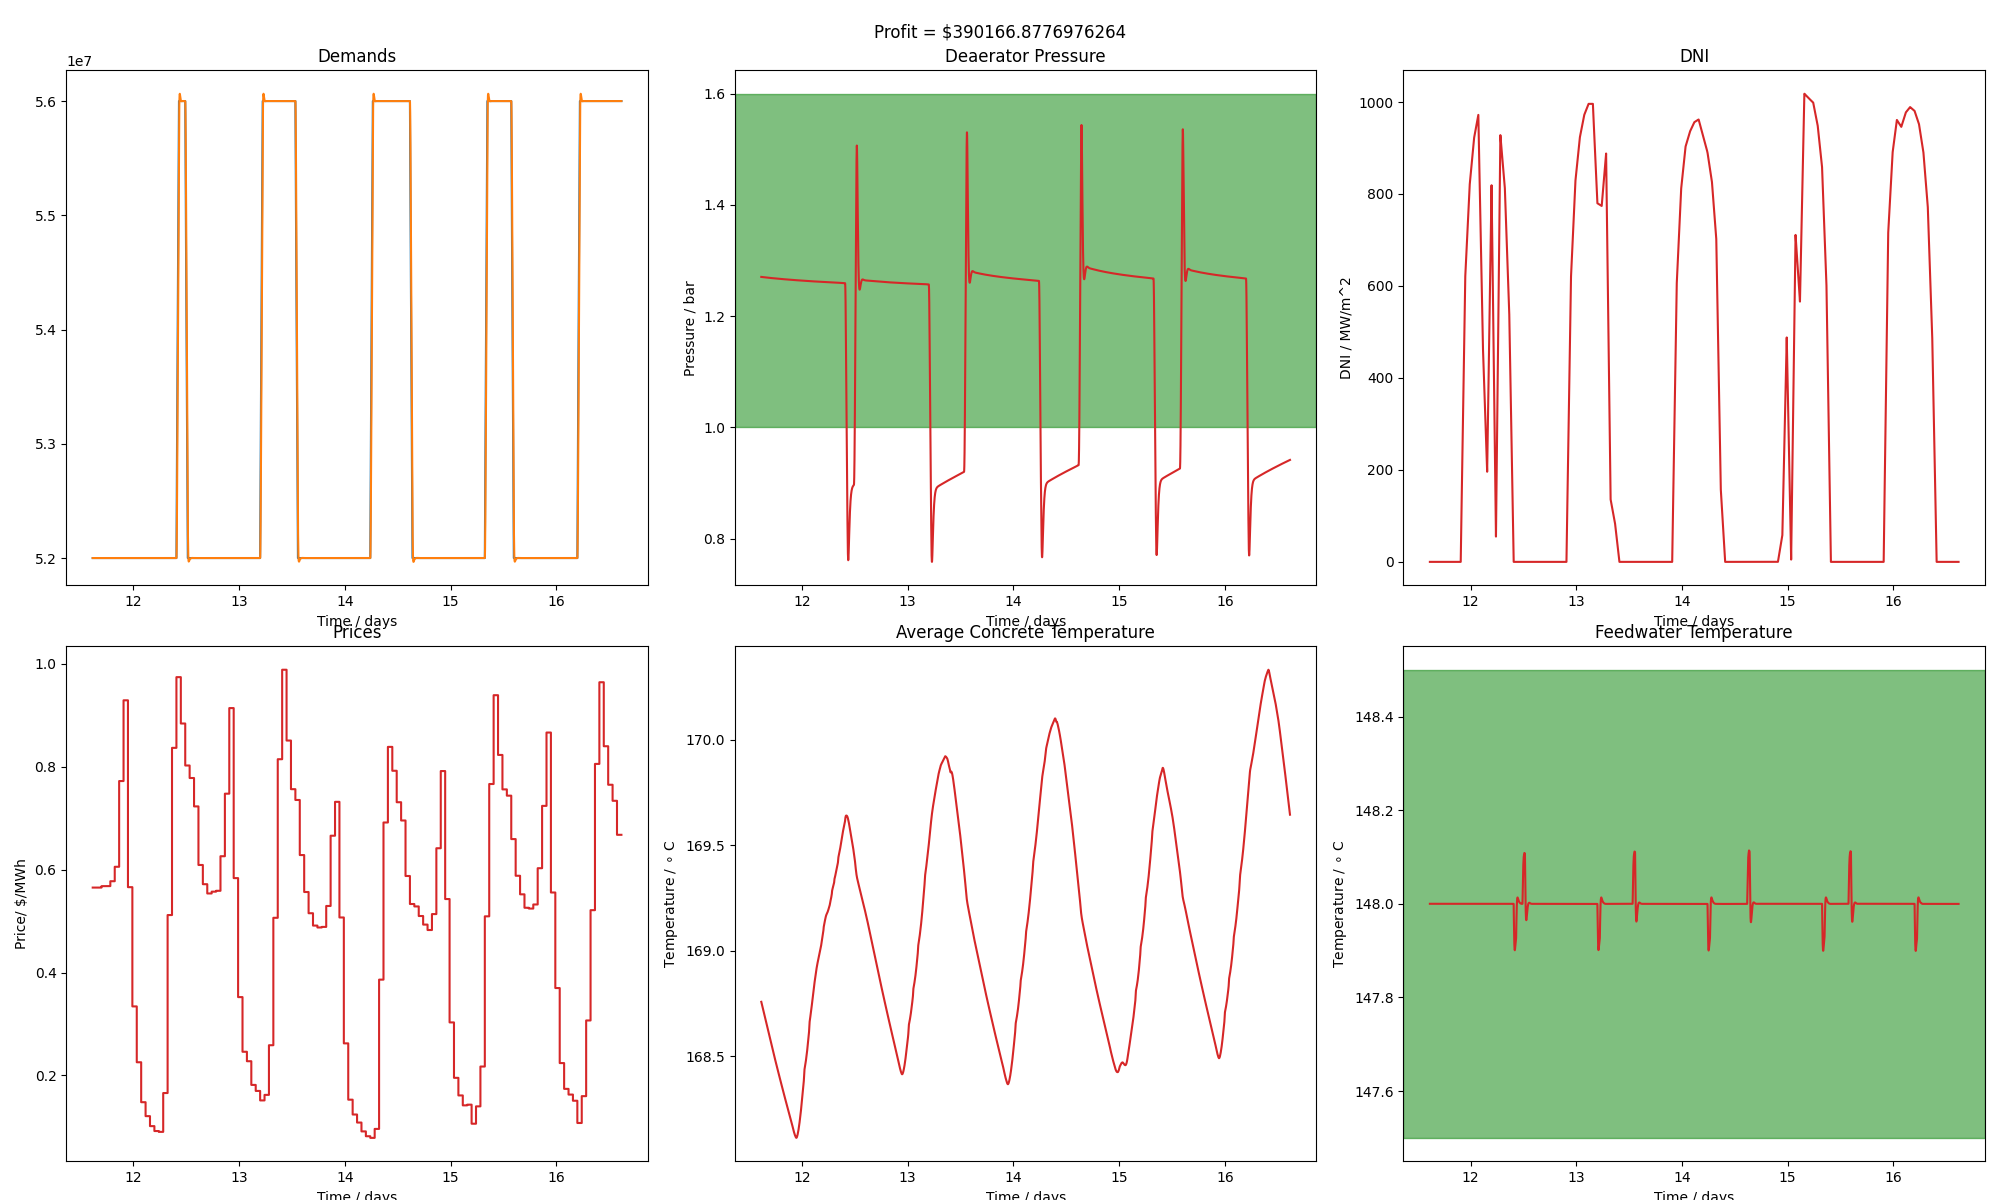 Profit = $390166.8776976264
Demands
1e7
5.6
5.5
5.4
5.3
5.2
12 13 14 15 16
Time / days
Deaerator Pressure
Pressure / bar
1.6
1.4
1.2
1.0
0.8
12 13 14 15 16
Time / days
DNI
DNI / MW/m^2
1000
800
600
400
200
0
12 13 14 15 16
Time / days
Prices
Price/ $/MWh
1.0
0.8
0.6
0.4
0.2
12 13 14 15 16
Time / days
Average Concrete Temperature
Temperature / ∘ C
170.0
169.5
169.0
168.5
12 13 14 15 16
Time / days
Feedwater Temperature
Temperature / ∘ C
148.4
148.2
148.0
147.8
147.6
12 13 14 15 16
Time / days